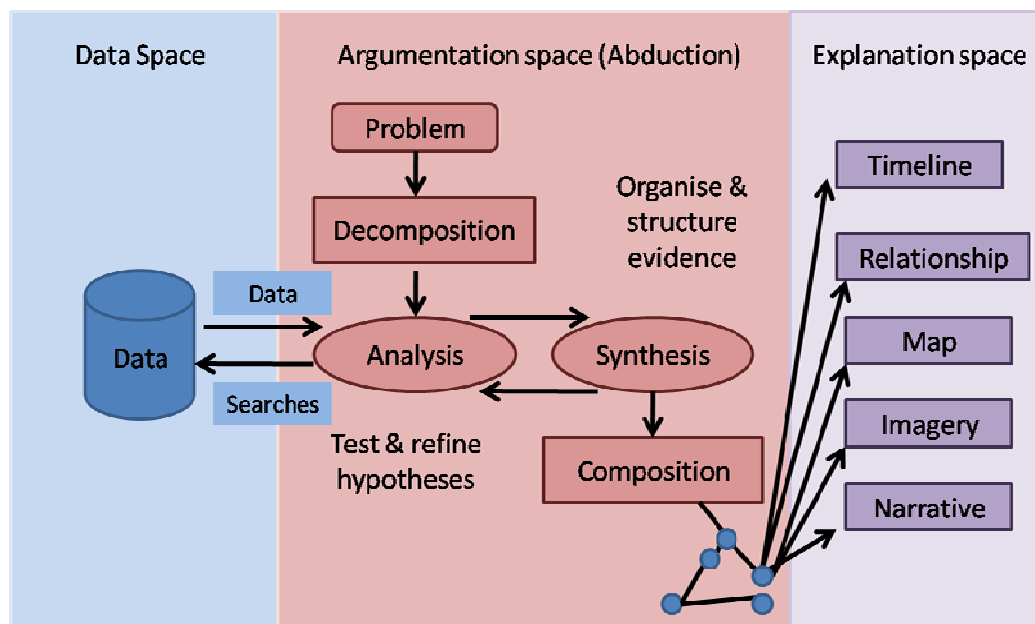 Data Space
Argumentation space (Abduction)
Explanation space
Problem
Decomposition
Organise &
structure
evidence
Data
Data
Searches
Analysis
Synthesis
Test & refine
hypotheses
Composition
Timeline
Relationship
Map
Imagery
Narrative